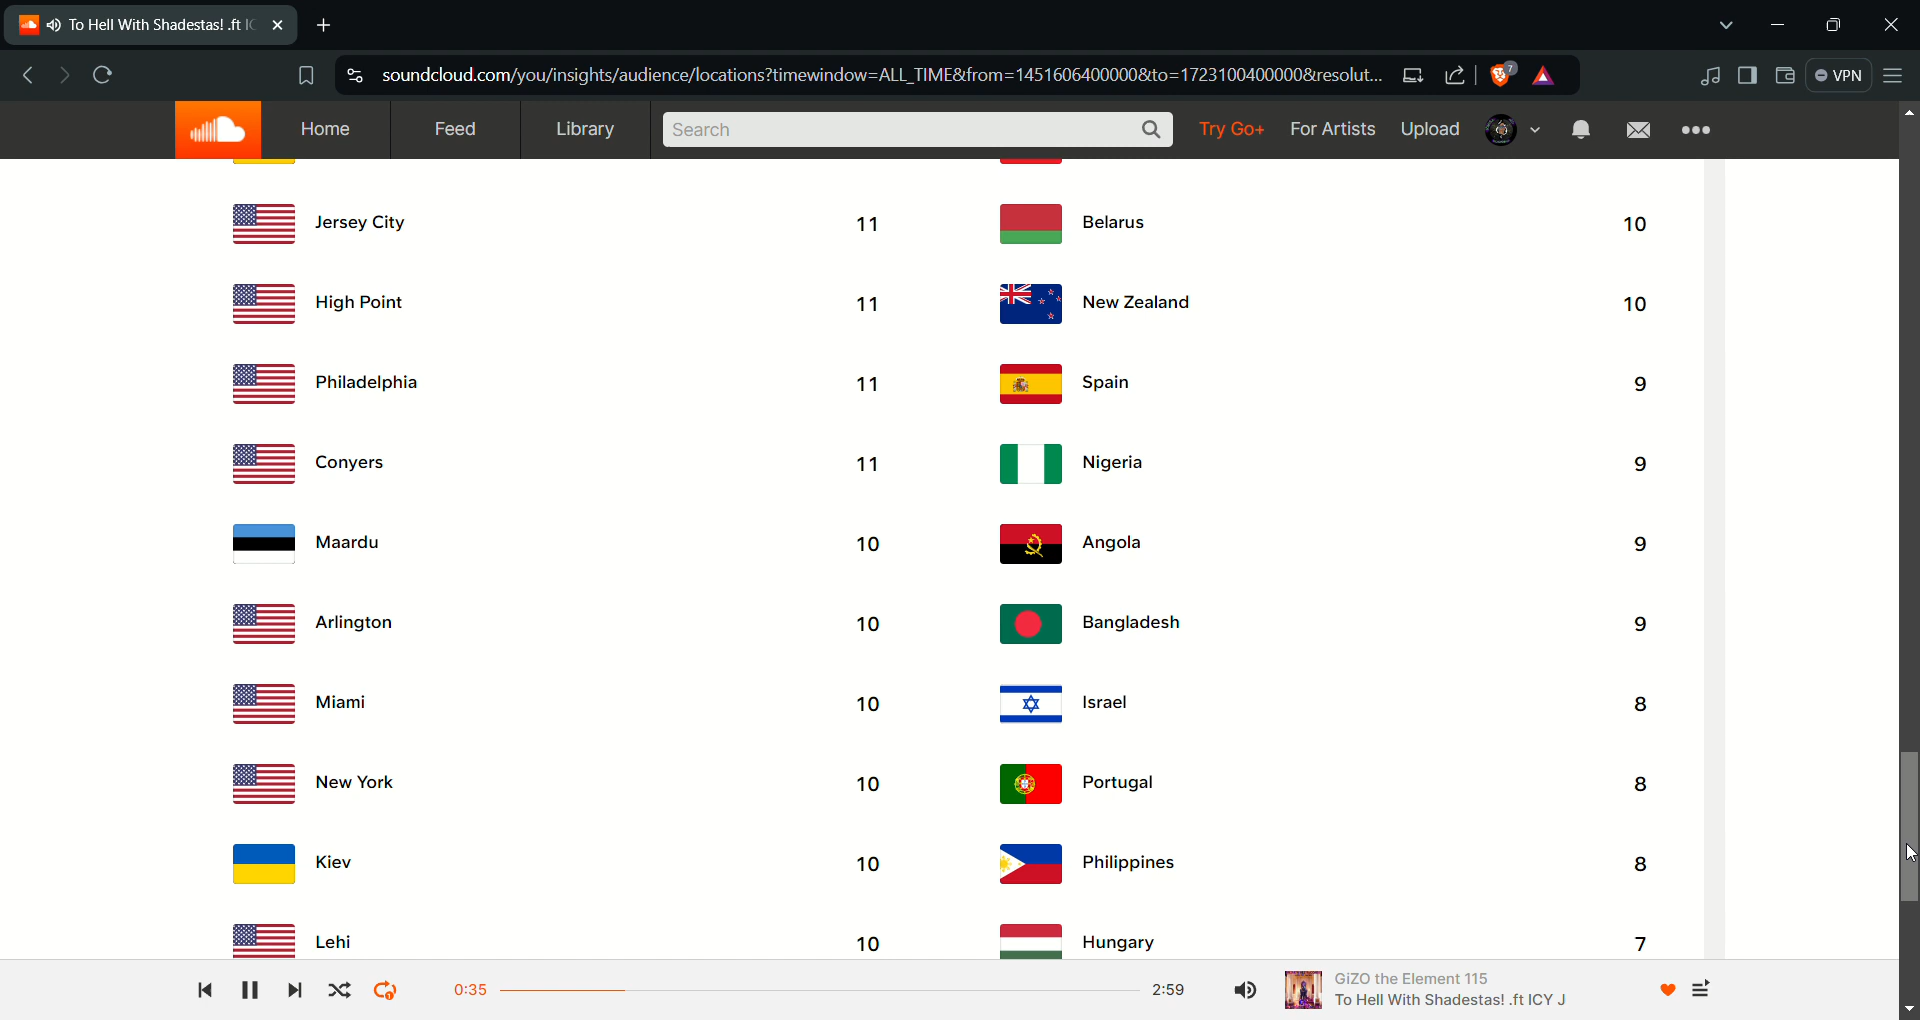 To Hell With Shadestas! .ft IC
soundcloud.com/you/insights/audience/locations?timewindow=ALL_TIME&from=1451606400000&to=1723100400000&resolut...
7
VPN
Home
Feed
Library
Search
Try Go+
For Artists
Upload
Jersey City 11
Belarus 10
High Point 11
New Zealand 10
Philadelphia 11
Spain 9
Conyers 11
Nigeria 9
Maardu 10
Angola 9
Arlington 10
Bangladesh 9
Miami 10
Israel 8
New York 10
Portugal 8
Kiev 10
Philippines 8
Lehi 10
Hungary 7
1
0:35
2:59
GiZO the Element 115
To Hell With Shadestas! .ft ICY J